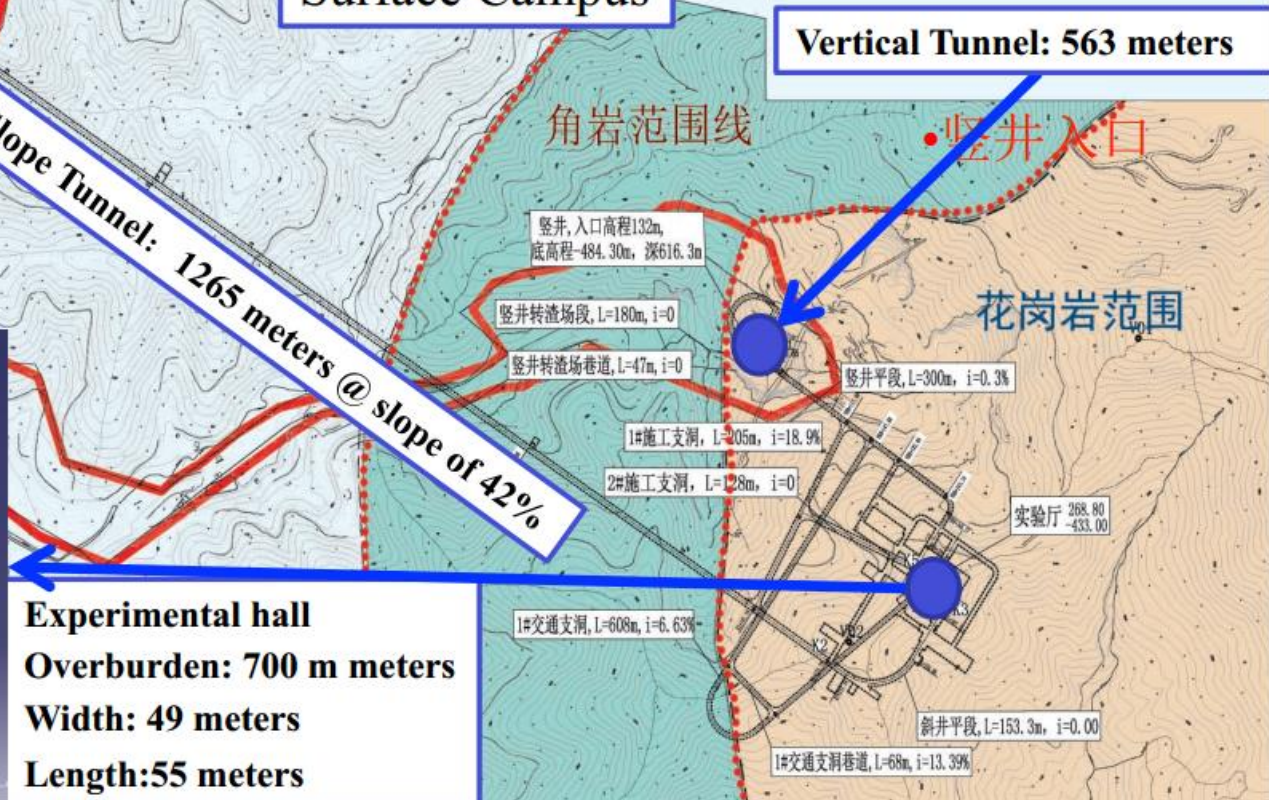 Surface Campus
Vertical Tunnel: 563 meters
角岩范围线
竖井入口
竖井,入口高程132m,
底高程-484.30m, 深616.3m
花岗岩范围
竖井转渣场段,L=180m,i=0
竖井转渣场巷道,L=47m,i=0
竖井平段,L=300m, i=0.3%
lope Tunnel: 1265 meters @ slope of 42%
1#施工支洞, L=205m, i=18.9%
2#施工支洞, L=128m, i=0
实验厅 268.80
-433.00
K3
1#交通支洞,L=608m,i=6.63%
K2
Experimental hall
Overburden: 700 m meters
Width: 49 meters
Length:55 meters
斜井平段,L=153.3m, i=0.00
1#交通支洞巷道,L=68m,i=13.39%